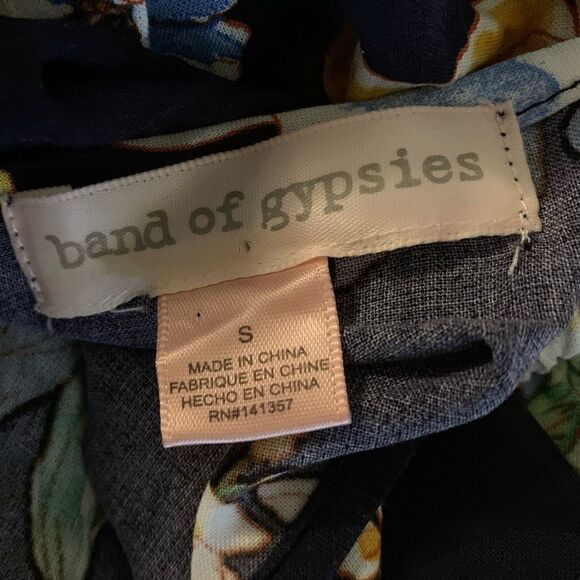 band of gypsies
S
MADE IN CHINA
FABRIQUE EN CHINE
HECHO EN CHINA
RN#141357